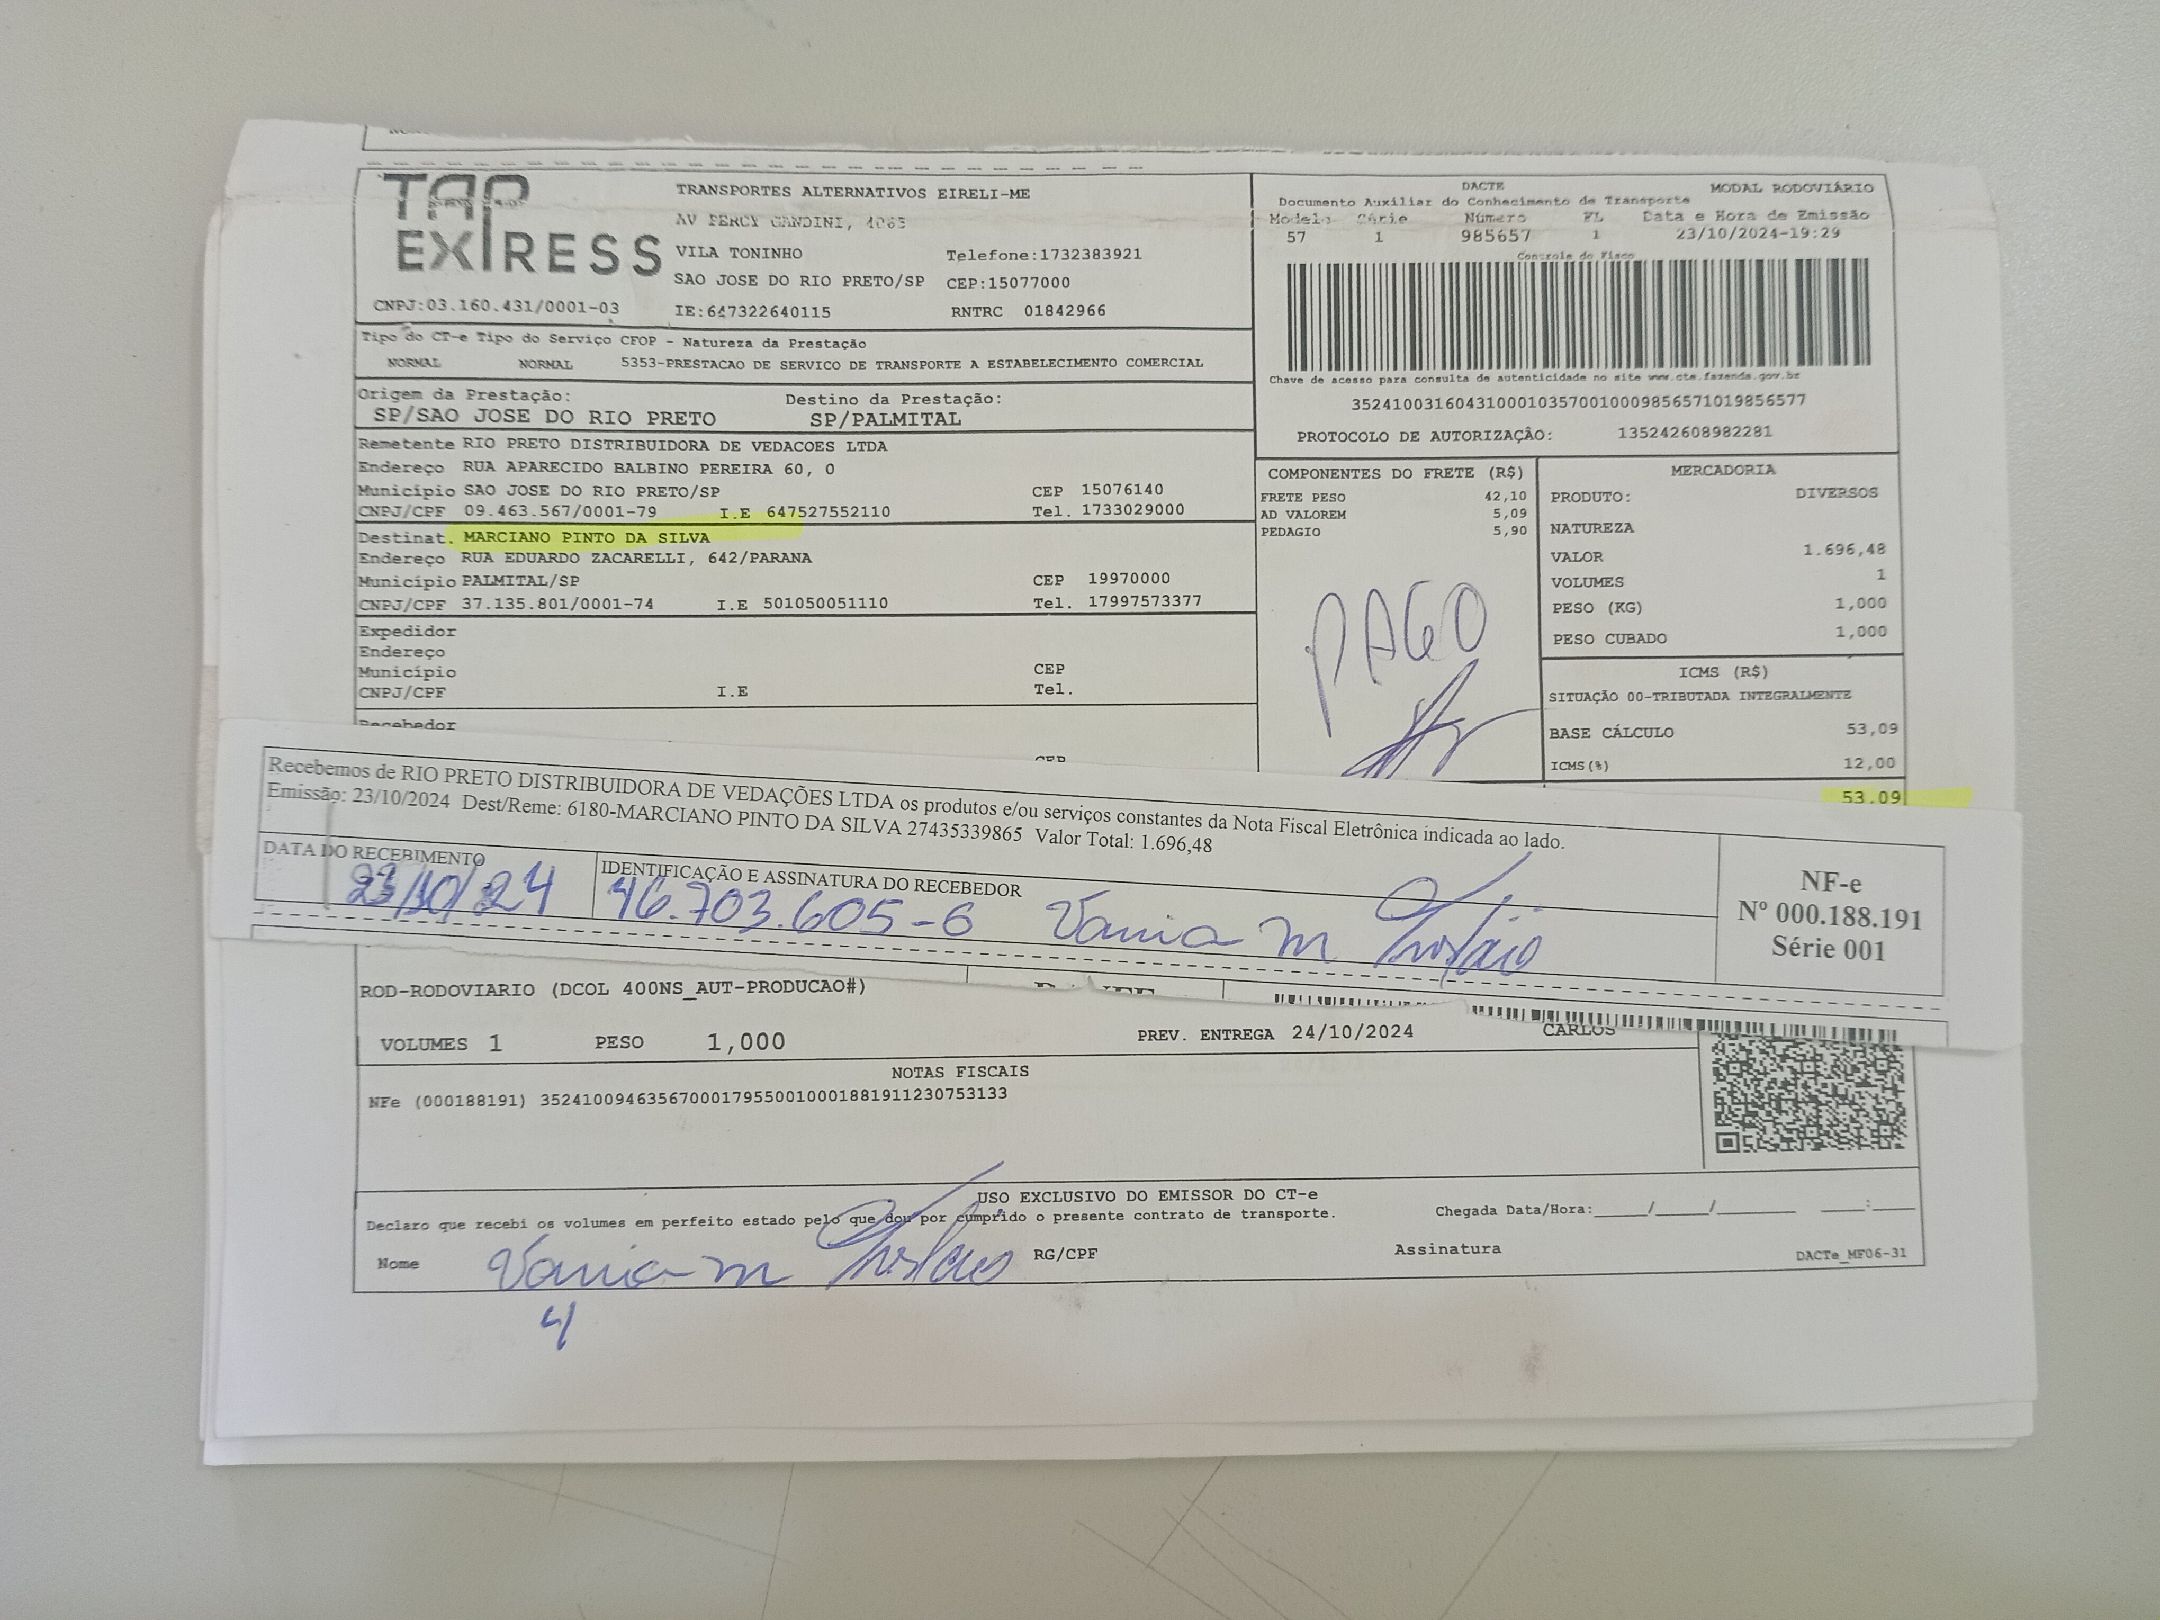 TAP EXPRESS
TRANSPORTES ALTERNATIVOS EIRELI-ME
AV PERCY GANDINI, 4065
VILA TONINHO Telefone:1732383921
SAO JOSE DO RIO PRETO/SP CEP:15077000
CNPJ:03.160.431/0001-03 IE:647322640115 RNTRC 01842966
DACTE MODAL RODOVIÁRIO
Documento Auxiliar do Conhecimento de Transporte
Modelo Série Número FL Data e Hora de Emissão
57 1 985657 1 23/10/2024-19:29
Controle do Fisco
Chave de acesso para consulta de autenticidade no site www.cte.fazenda.gov.br
35241003160431000103570010009856571019856577
PROTOCOLO DE AUTORIZAÇÃO: 135242608982281
Tipo do CT-e Tipo do Serviço CFOP - Natureza da Prestação
NORMAL NORMAL 5353-PRESTACAO DE SERVICO DE TRANSPORTE A ESTABELECIMENTO COMERCIAL
Origem da Prestação: Destino da Prestação:
SP/SAO JOSE DO RIO PRETO SP/PALMITAL
Remetente RIO PRETO DISTRIBUIDORA DE VEDACOES LTDA
Endereço RUA APARECIDO BALBINO PEREIRA 60, 0
Município SAO JOSE DO RIO PRETO/SP CEP 15076140
CNPJ/CPF 09.463.567/0001-79 I.E 647527552110 Tel. 1733029000
Destinat. MARCIANO PINTO DA SILVA
Endereço RUA EDUARDO ZACARELLI, 642/PARANA
Município PALMITAL/SP CEP 19970000
CNPJ/CPF 37.135.801/0001-74 I.E 501050051110 Tel. 17997573377
Expedidor
Endereço
Município CEP
CNPJ/CPF I.E Tel.
Recebedor
CEP
COMPONENTES DO FRETE (R$)
FRETE PESO 42,10
AD VALOREM 5,09
PEDAGIO 5,90
PAGO
MERCADORIA
PRODUTO: DIVERSOS
NATUREZA
VALOR 1.696,48
VOLUMES 1
PESO (KG) 1,000
PESO CUBADO 1,000
ICMS (R$)
SITUAÇÃO 00-TRIBUTADA INTEGRALMENTE
BASE CÁLCULO 53,09
ICMS(%) 12,00
53,09
Recebemos de RIO PRETO DISTRIBUIDORA DE VEDAÇÕES LTDA os produtos e/ou serviços constantes da Nota Fiscal Eletrônica indicada ao lado.
Emissão: 23/10/2024 Dest/Reme: 6180-MARCIANO PINTO DA SILVA 27435339865 Valor Total: 1.696,48
DATA DO RECEBIMENTO IDENTIFICAÇÃO E ASSINATURA DO RECEBEDOR
23/10/24 46.703.605-6 Vania m
NF-e
Nº 000.188.191
Série 001
ROD-RODOVIARIO (DCOL 400NS_AUT-PRODUCAO#)
VOLUMES 1 PESO 1,000 PREV. ENTREGA 24/10/2024 CARLOS
NOTAS FISCAIS
NFe (000188191) 35241009463567000179550010001881911230753133
USO EXCLUSIVO DO EMISSOR DO CT-e
Declaro que recebi os volumes em perfeito estado pelo que dou por cumprido o presente contrato de transporte. Chegada Data/Hora:____/____/______ ____:____
Nome Vania m RG/CPF Assinatura DACTe_MF06-31
4